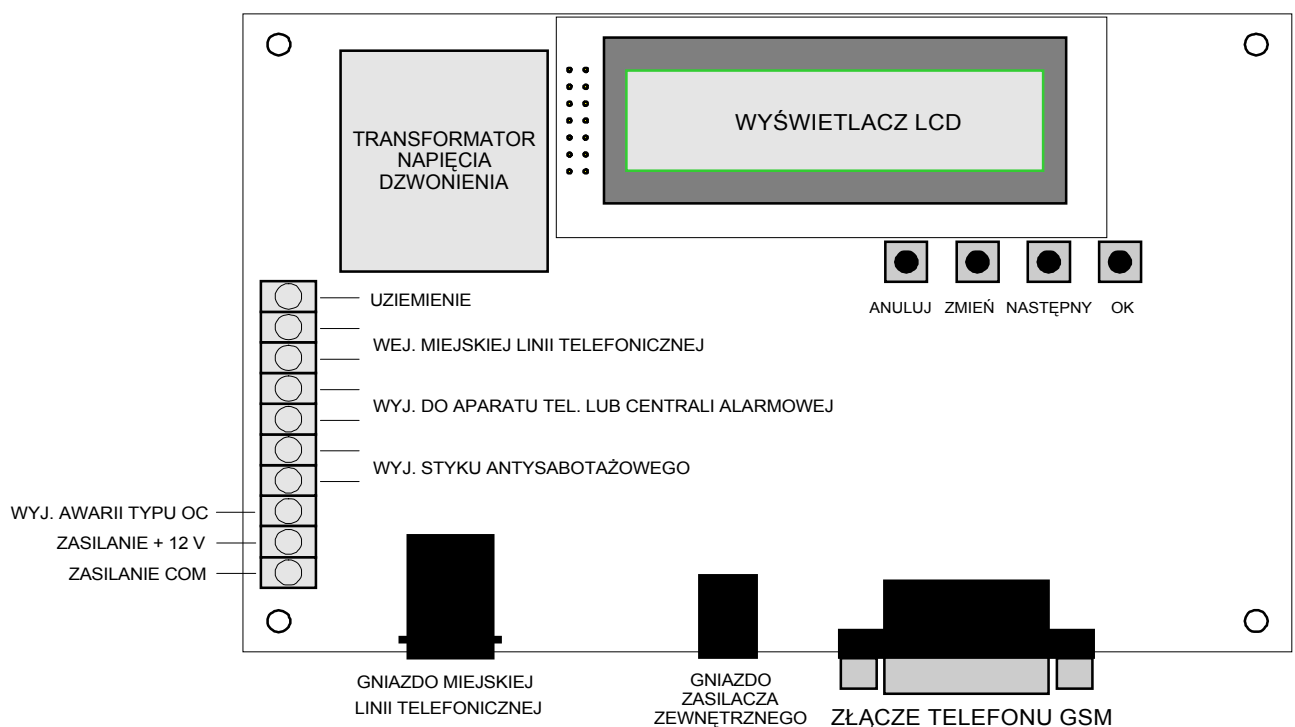 TRANSFORMATOR
NAPIĘCIA
DZWONIENIA
WYŚWIETLACZ LCD
ANULUJ ZMIEŃ NASTĘPNY OK
UZIEMIENIE
WEJ. MIEJSKIEJ LINII TELEFONICZNEJ
WYJ. DO APARATU TEL. LUB CENTRALI ALARMOWEJ
WYJ. STYKU ANTYSABOTAŻOWEGO
WYJ. AWARII TYPU OC
ZASILANIE + 12 V
ZASILANIE COM
GNIAZDO MIEJSKIEJ
LINII TELEFONICZNEJ
GNIAZDO
ZASILACZA
ZEWNĘTRZNEGO
ZŁĄCZE TELEFONU GSM